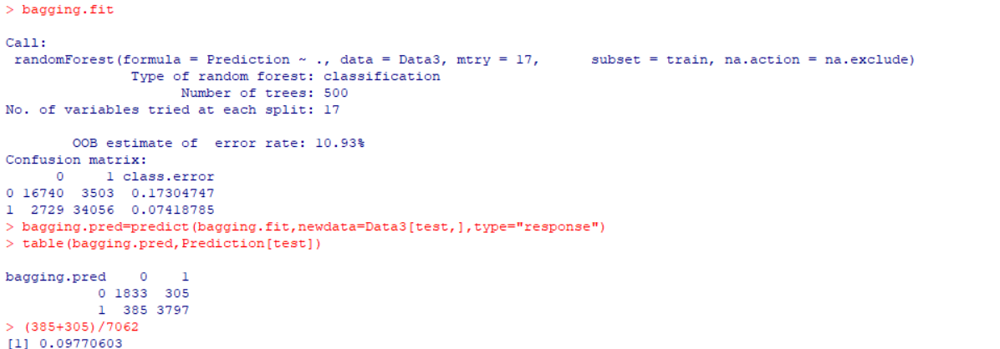 > bagging.fit
Call:
randomForest(formula = Prediction ~ ., data = Data3, mtry = 17, subset = train, na.action = na.exclude)
Type of random forest: classification
Number of trees: 500
No. of variables tried at each split: 17
OOB estimate of error rate: 10.93%
Confusion matrix:
0 1 class.error
0 16740 3503 0.17304747
1 2729 34056 0.07418785
> bagging.pred=predict(bagging.fit,newdata=Data3[test,],type="response")
> table(bagging.pred,Prediction[test])
bagging.pred 0 1
0 1833 305
1 385 3797
> (385+305)/7062
[1] 0.09770603